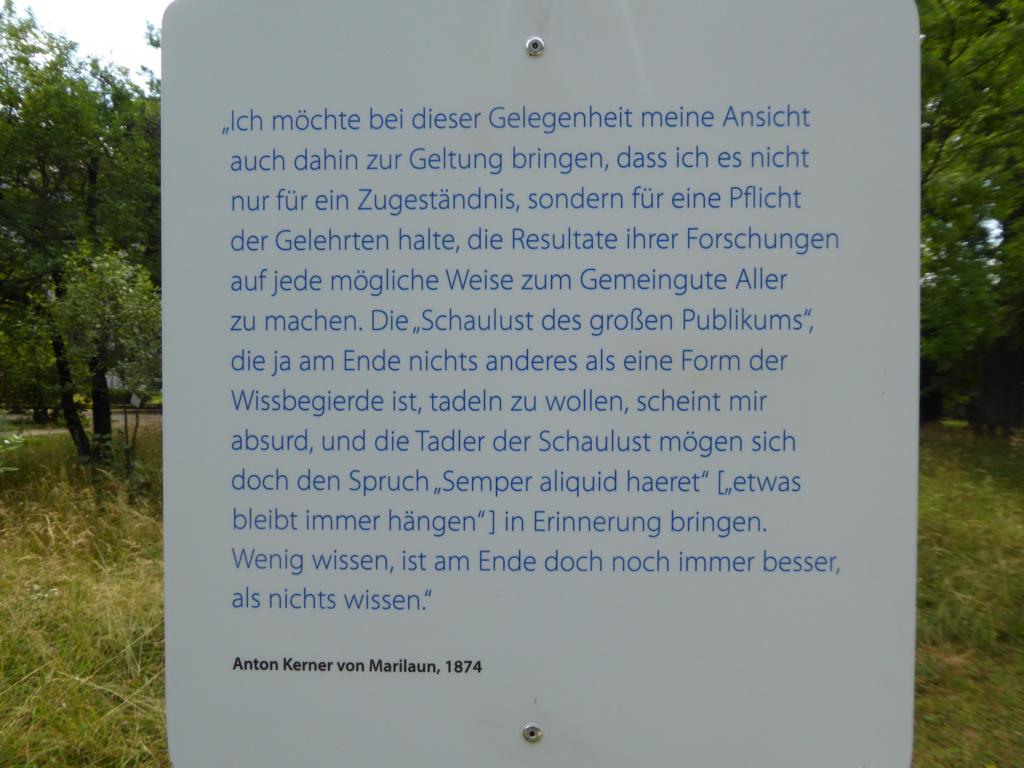 „Ich möchte bei dieser Gelegenheit meine Ansicht
auch dahin zur Geltung bringen, dass ich es nicht
nur für ein Zugeständnis, sondern für eine Pflicht
der Gelehrten halte, die Resultate ihrer Forschungen
auf jede mögliche Weise zum Gemeingute Aller
zu machen. Die „Schaulust des großen Publikums“,
die ja am Ende nichts anderes als eine Form der
Wissbegierde ist, tadeln zu wollen, scheint mir
absurd, und die Tadler der Schaulust mögen sich
doch den Spruch „Semper aliquid haeret“ [„etwas
bleibt immer hängen“] in Erinnerung bringen.
Wenig wissen, ist am Ende doch noch immer besser,
als nichts wissen.“
Anton Kerner von Marilaun, 1874